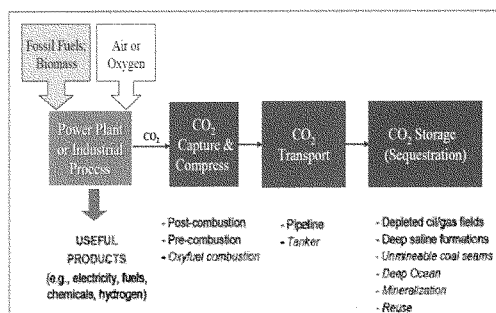 Fossil Fuels;
Biomass
Air or
Oxygen
Power Plant
or Industrial
Process
CO₂
CO₂
Capture &
Compress
CO₂
Transport
CO₂ Storage
(Sequestration)
USEFUL
PRODUCTS
(e.g., electricity, fuels,
chemicals, hydrogen)
- Post-combustion
- Pre-combustion
- Oxyfuel combustion
- Pipeline
- Tanker
- Depleted oil/gas fields
- Deep saline formations
- Unmineable coal seams
- Deep Ocean
- Mineralization
- Reuse